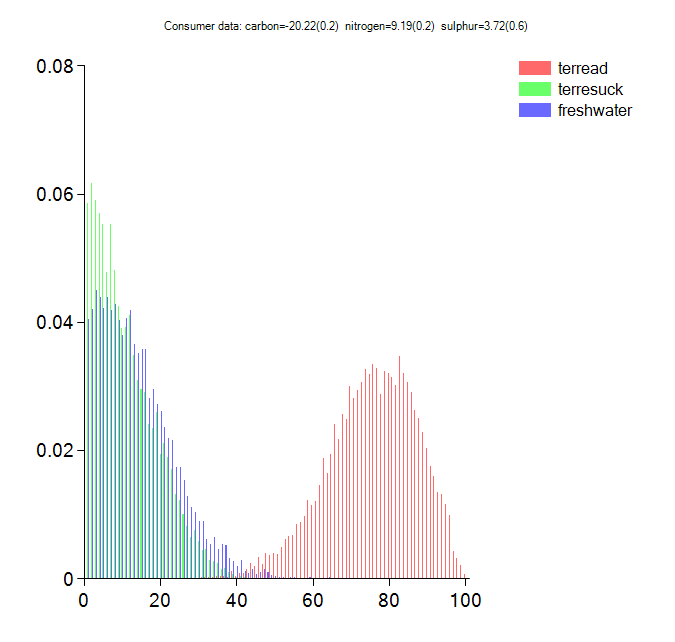 Consumer data: carbon=-20.22(0.2) nitrogen=9.19(0.2) sulphur=3.72(0.6)
0.08
terread
terresuck
freshwater
0.06
0.04
0.02
0
0 20 40 60 80 100